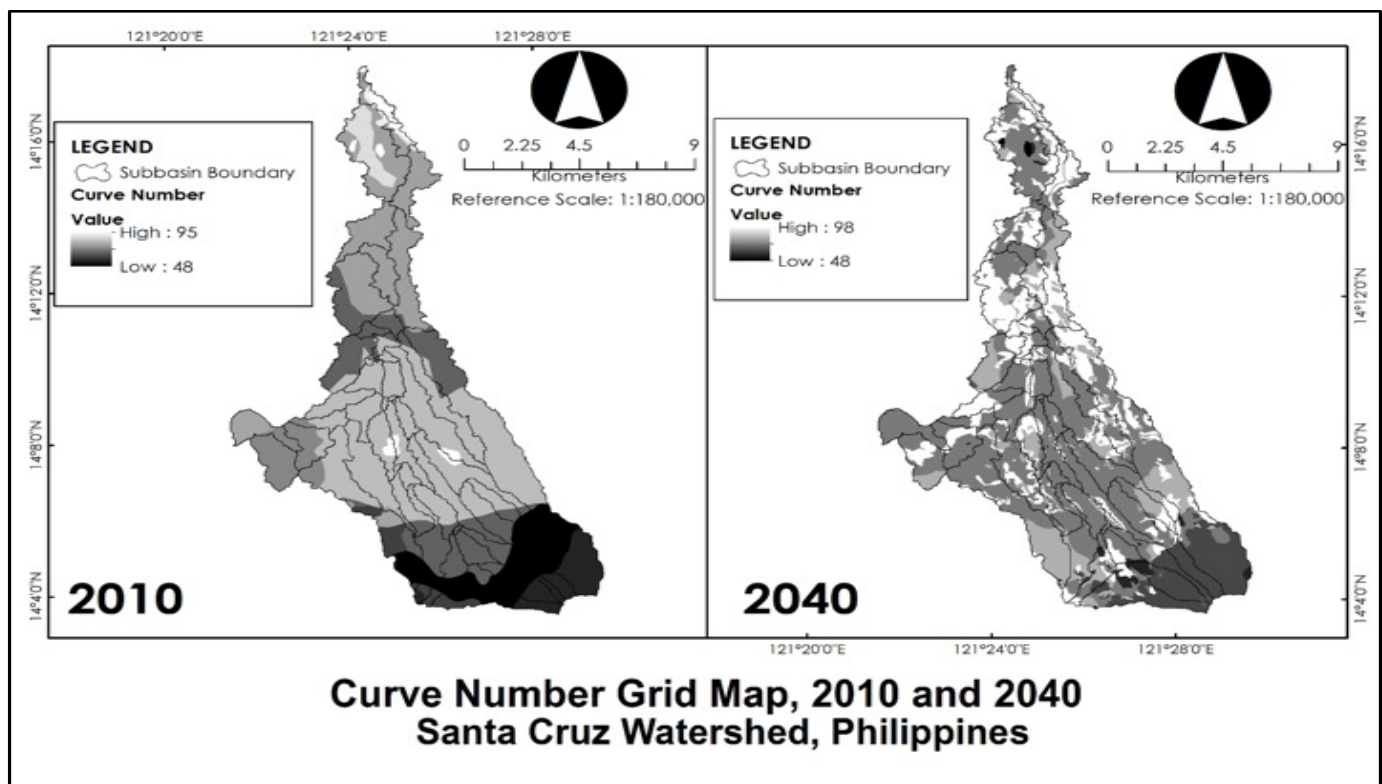 121°20'0"E 121°24'0"E 121°28'0"E
14°16'0"N
14°12'0"N
14°8'0"N
14°4'0"N
LEGEND
Subbasin Boundary
Curve Number
Value
High : 95
Low : 48
0 2.25 4.5 9
Kilometers
Reference Scale: 1:180,000
2010
LEGEND
Subbasin Boundary
Curve Number
Value
High : 98
Low : 48
0 2.25 4.5 9
Kilometers
Reference Scale: 1:180,000
2040
14°16'0"N
14°12'0"N
14°8'0"N
14°4'0"N
121°20'0"E 121°24'0"E 121°28'0"E
Curve Number Grid Map, 2010 and 2040
Santa Cruz Watershed, Philippines